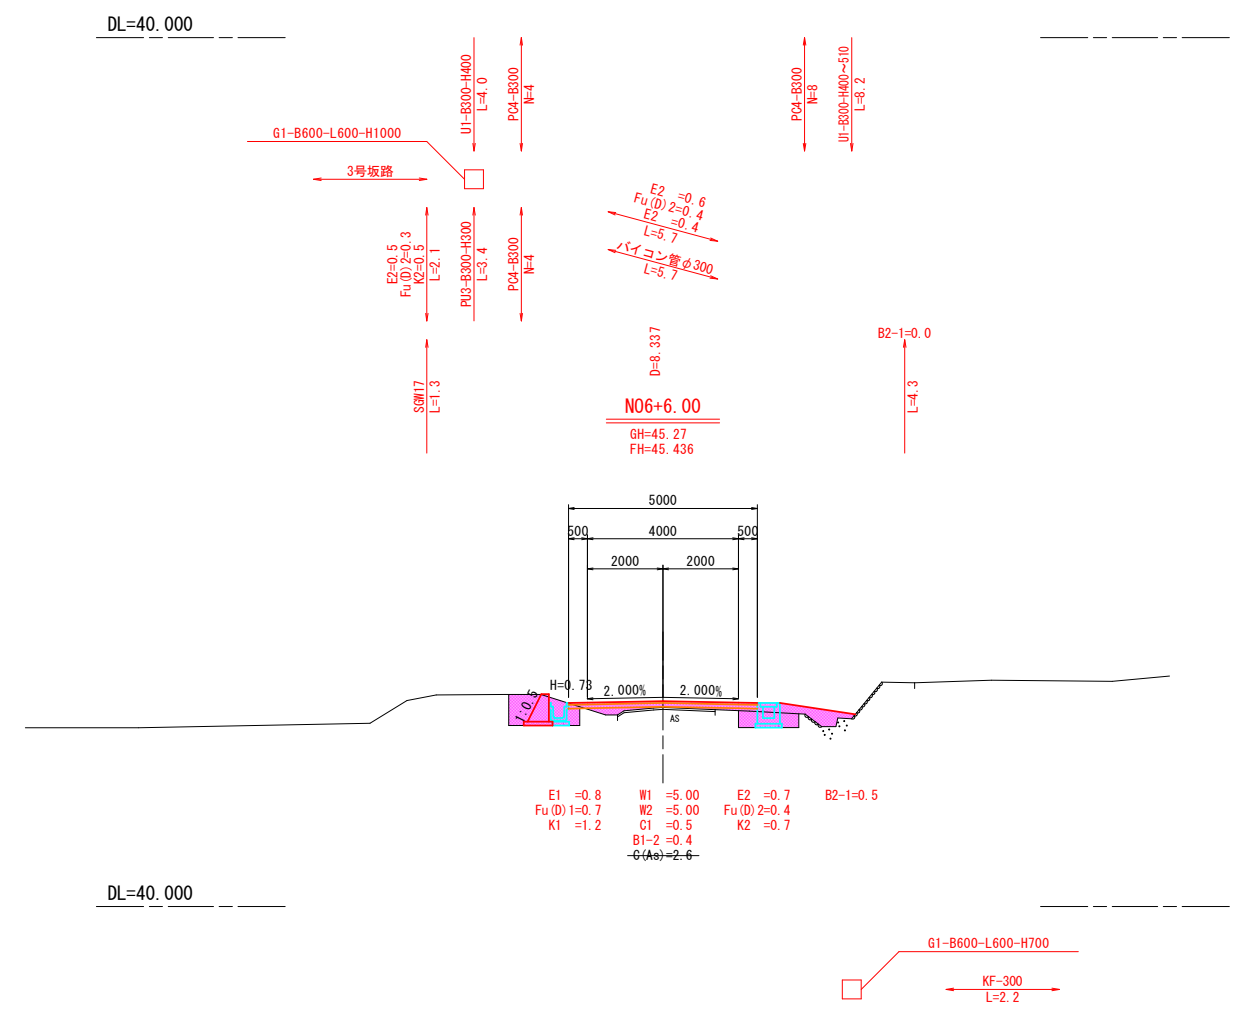 DL=40.000
U1-B300-H400
L=4.0
PC4-B300
N=4
PC4-B300
N=8
U1-B300-H400~510
L=8.2
G1-B600-L600-H1000
3号坂路
E2=0.5
Fu(D)2=0.3
K2=0.5
L=2.1
PU3-B300-H300
L=3.4
PC4-B300
N=4
E2 =0.6
Fu(D)2=0.4
E2 =0.4
L=5.7
バイコン管φ300
L=5.7
SGW17
L=1.3
D=8.337
B2-1=0.0
L=4.3
NO6+6.00
GH=45.27
FH=45.436
5000
500 4000 500
2000 2000
H=0.73
1:0.5
2.000% 2.000%
AS
E1 =0.8
Fu(D)1=0.7
K1 =1.2
W1 =5.00
W2 =5.00
C1 =0.5
B1-2 =0.4
C(As)=2.6
E2 =0.7
Fu(D)2=0.4
K2 =0.7
B2-1=0.5
DL=40.000
G1-B600-L600-H700
KF-300
L=2.2